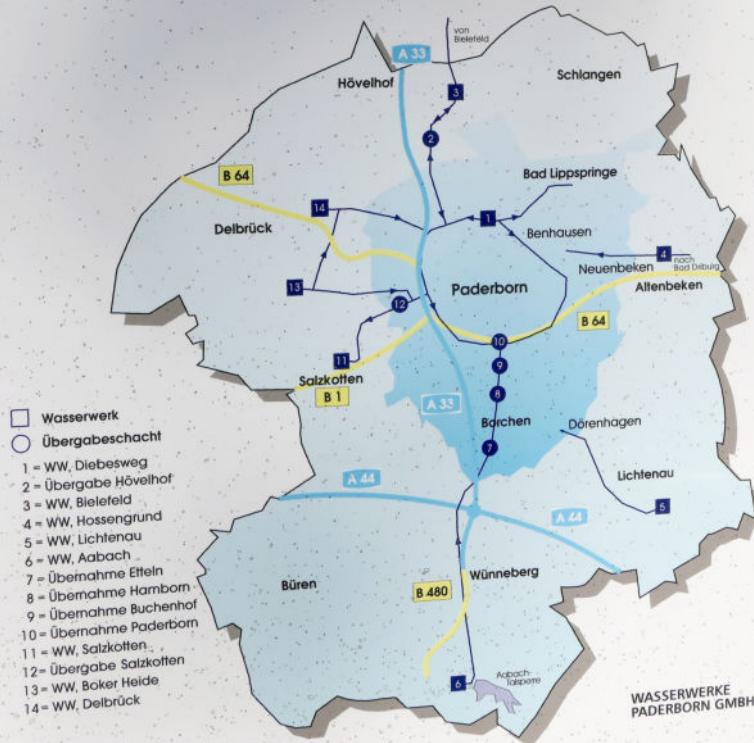 von
Bielefeld
A 33
Schlangen
Hövelhof
3
2
B 64
Bad Lippspringe
14
1
Delbrück
Benhausen
4
nach
Bad Driburg
Neuenbeken
Altenbeken
13
Paderborn
12
B 64
10
11
9
Salzkotten
B 1
8
A 33
Borchen
Dörenhagen
7
Lichtenau
A 44
5
A 44
Büren
Wünneberg
B 480
6
Aabach-
Talsperre
Wasserwerk
Übergabeschacht
1 = WW, Diebesweg
2 = Übergabe Hövelhof
3 = WW, Bielefeld
4 = WW, Hossengrund
5 = WW, Lichtenau
6 = WW, Aabach
7 = Übernahme Etteln
8 = Übernahme Hamborn
9 = Übernahme Buchenhof
10 = Übernahme Paderborn
11 = WW, Salzkotten
12 = Übergabe Salzkotten
13 = WW, Boker Heide
14 = WW, Delbrück
WASSERWERKE
PADERBORN GMBH